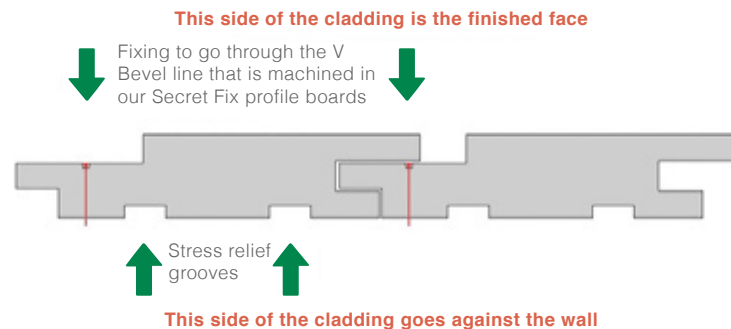 This side of the cladding is the finished face
Fixing to go through the V
Bevel line that is machined in
our Secret Fix profile boards
Stress relief
grooves
This side of the cladding goes against the wall